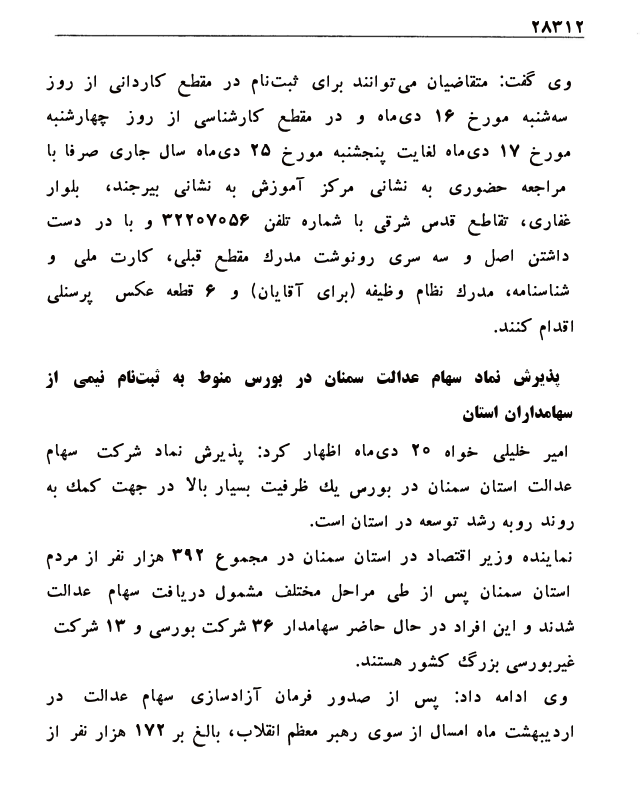 ۲۸۳۱۲
وی گفت: متقاضیان می‌توانند برای ثبت‌نام در مقطع کاردانی از روز
سه‌شنبه مورخ ۱۶ دی‌ماه و در مقطع کارشناسی از روز چهارشنبه
مورخ ۱۷ دی‌ماه لغایت پنجشنبه مورخ ۲۵ دی‌ماه سال جاری صرفا با
مراجعه حضوری به نشانی مرکز آموزش به نشانی بیرجند، بلوار
غفاری، تقاطع قدس شرقی با شماره تلفن ۳۲۲۰۷۰۵۶ و با در دست
داشتن اصل و سه سری رونوشت مدرك مقطع قبلی، کارت ملی و
شناسنامه، مدرك نظام وظیفه (برای آقایان) و ۶ قطعه عکس پرسنلی
اقدام کنند.
پذیرش نماد سهام عدالت سمنان در بورس منوط به ثبت‌نام نیمی از
سهامداران استان
امیر خلیلی خواه ۲۰ دی‌ماه اظهار کرد: پذیرش نماد شرکت سهام
عدالت استان سمنان در بورس يك ظرفیت بسیار بالا در جهت کمك به
روند روبه رشد توسعه در استان است.
نماینده وزیر اقتصاد در استان سمنان در مجموع ۳۹۲ هزار نفر از مردم
استان سمنان پس از طی مراحل مختلف مشمول دریافت سهام عدالت
شدند و این افراد در حال حاضر سهامدار ۳۶ شرکت بورسی و ۱۳ شرکت
غیربورسی بزرگ کشور هستند.
وی ادامه داد: پس از صدور فرمان آزادسازی سهام عدالت در
اردیبهشت ماه امسال از سوی رهبر معظم انقلاب، بالغ بر ۱۷۲ هزار نفر از